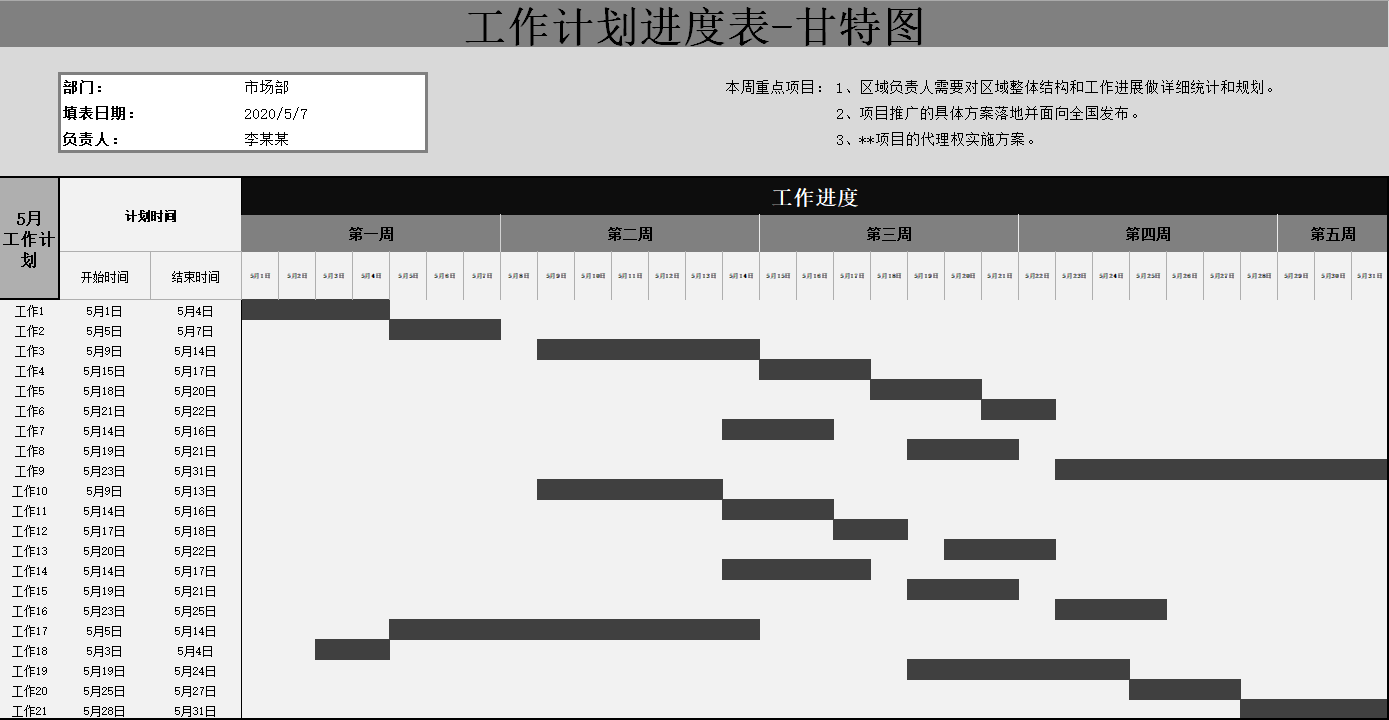 工作计划进度表-甘特图
部门： 市场部
填表日期： 2020/5/7
负责人： 李某某
本周重点项目： 1、区域负责人需要对区域整体结构和工作进展做详细统计和规划。
2、项目推广的具体方案落地并面向全国发布。
3、**项目的代理权实施方案。
5月
工作计
划
计划时间
工作进度
第一周 第二周 第三周 第四周 第五周
开始时间 结束时间 5月1日 5月2日 5月3日 5月4日 5月5日 5月6日 5月7日 5月8日 5月9日 5月10日 5月11日 5月12日 5月13日 5月14日 5月15日 5月16日 5月17日 5月18日 5月19日 5月20日 5月21日 5月22日 5月23日 5月24日 5月25日 5月26日 5月27日 5月28日 5月29日 5月30日 5月31日
工作1 5月1日 5月4日
工作2 5月5日 5月7日
工作3 5月9日 5月14日
工作4 5月15日 5月17日
工作5 5月18日 5月20日
工作6 5月21日 5月22日
工作7 5月14日 5月16日
工作8 5月19日 5月21日
工作9 5月23日 5月31日
工作10 5月9日 5月13日
工作11 5月14日 5月16日
工作12 5月17日 5月18日
工作13 5月20日 5月22日
工作14 5月14日 5月17日
工作15 5月19日 5月21日
工作16 5月23日 5月25日
工作17 5月5日 5月14日
工作18 5月3日 5月4日
工作19 5月19日 5月24日
工作20 5月25日 5月27日
工作21 5月28日 5月31日